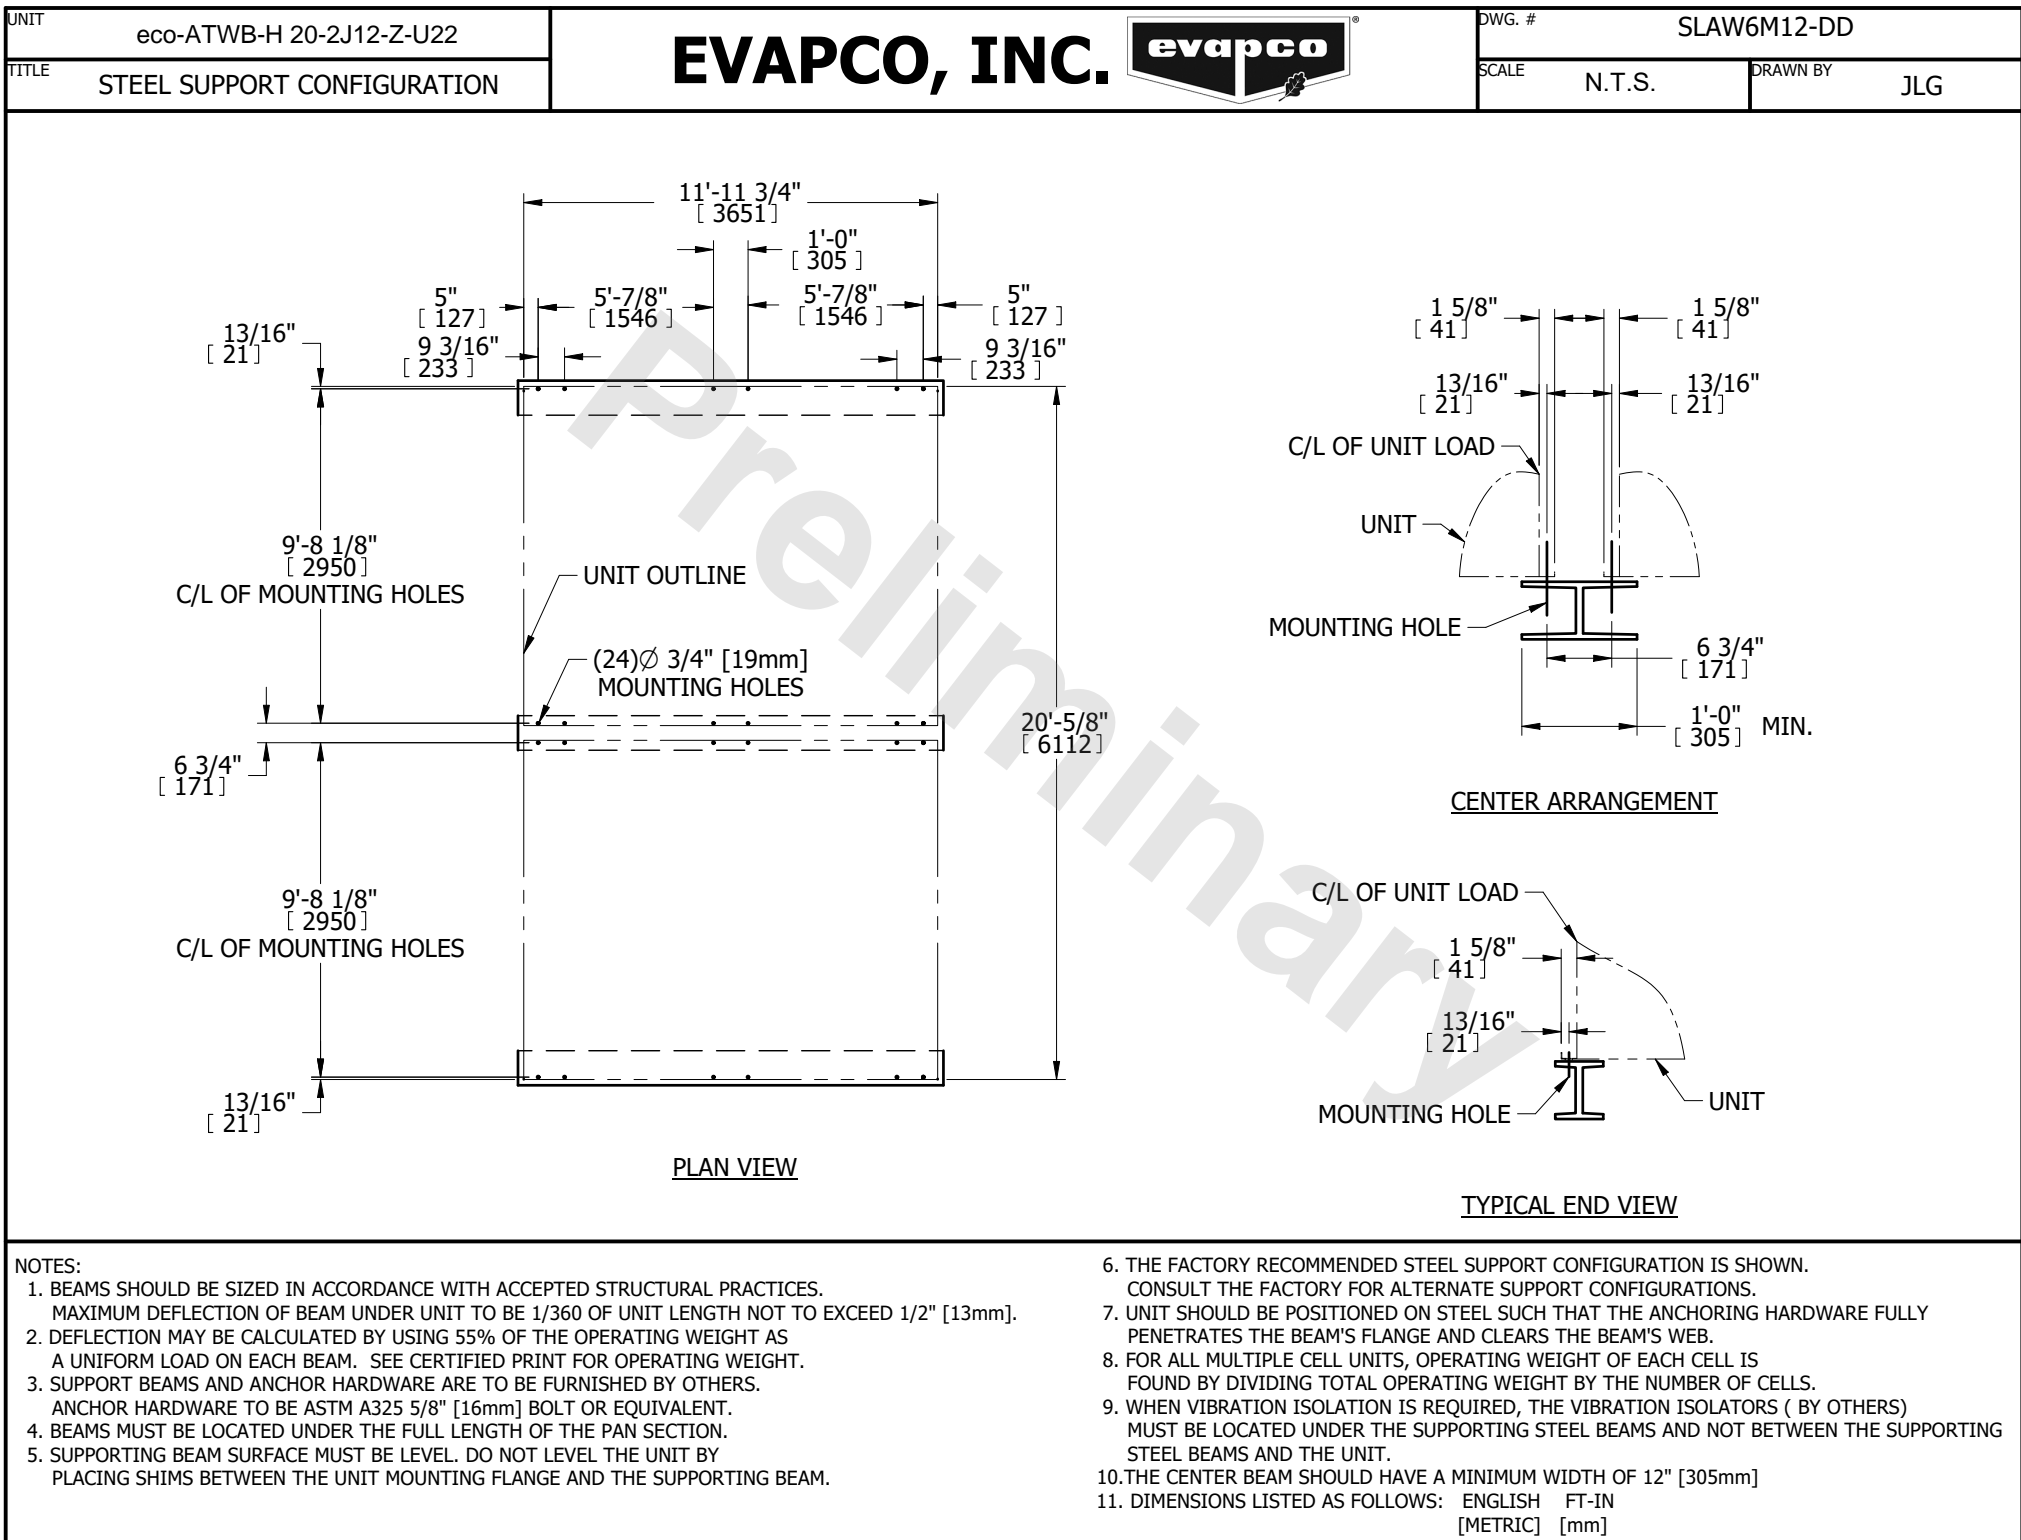 UNIT
eco-ATWB-H 20-2J12-Z-U22
TITLE
STEEL SUPPORT CONFIGURATION
EVAPCO, INC.
evapco®
DWG. #
SLAW6M12-DD
SCALE
N.T.S.
DRAWN BY
JLG
11'-11 3/4"
[ 3651 ]
1'-0"
[ 305 ]
5"
[ 127 ]
5'-7/8"
[ 1546 ]
5'-7/8"
[ 1546 ]
5"
[ 127 ]
13/16"
[ 21 ]
9 3/16"
[ 233 ]
9 3/16"
[ 233 ]
9'-8 1/8"
[ 2950 ]
C/L OF MOUNTING HOLES
UNIT OUTLINE
(24)Ø 3/4" [19mm]
MOUNTING HOLES
6 3/4"
[ 171 ]
20'-5/8"
[ 6112 ]
9'-8 1/8"
[ 2950 ]
C/L OF MOUNTING HOLES
13/16"
[ 21 ]
PLAN VIEW
Preliminary
1 5/8"
[ 41 ]
1 5/8"
[ 41 ]
13/16"
[ 21 ]
13/16"
[ 21 ]
C/L OF UNIT LOAD
UNIT
MOUNTING HOLE
6 3/4"
[ 171 ]
1'-0"
[ 305 ] MIN.
CENTER ARRANGEMENT
C/L OF UNIT LOAD
1 5/8"
[ 41 ]
13/16"
[ 21 ]
MOUNTING HOLE
UNIT
TYPICAL END VIEW
NOTES:
1. BEAMS SHOULD BE SIZED IN ACCORDANCE WITH ACCEPTED STRUCTURAL PRACTICES.
MAXIMUM DEFLECTION OF BEAM UNDER UNIT TO BE 1/360 OF UNIT LENGTH NOT TO EXCEED 1/2" [13mm].
2. DEFLECTION MAY BE CALCULATED BY USING 55% OF THE OPERATING WEIGHT AS
A UNIFORM LOAD ON EACH BEAM. SEE CERTIFIED PRINT FOR OPERATING WEIGHT.
3. SUPPORT BEAMS AND ANCHOR HARDWARE ARE TO BE FURNISHED BY OTHERS.
ANCHOR HARDWARE TO BE ASTM A325 5/8" [16mm] BOLT OR EQUIVALENT.
4. BEAMS MUST BE LOCATED UNDER THE FULL LENGTH OF THE PAN SECTION.
5. SUPPORTING BEAM SURFACE MUST BE LEVEL. DO NOT LEVEL THE UNIT BY
PLACING SHIMS BETWEEN THE UNIT MOUNTING FLANGE AND THE SUPPORTING BEAM.
6. THE FACTORY RECOMMENDED STEEL SUPPORT CONFIGURATION IS SHOWN.
CONSULT THE FACTORY FOR ALTERNATE SUPPORT CONFIGURATIONS.
7. UNIT SHOULD BE POSITIONED ON STEEL SUCH THAT THE ANCHORING HARDWARE FULLY
PENETRATES THE BEAM'S FLANGE AND CLEARS THE BEAM'S WEB.
8. FOR ALL MULTIPLE CELL UNITS, OPERATING WEIGHT OF EACH CELL IS
FOUND BY DIVIDING TOTAL OPERATING WEIGHT BY THE NUMBER OF CELLS.
9. WHEN VIBRATION ISOLATION IS REQUIRED, THE VIBRATION ISOLATORS ( BY OTHERS)
MUST BE LOCATED UNDER THE SUPPORTING STEEL BEAMS AND NOT BETWEEN THE SUPPORTING
STEEL BEAMS AND THE UNIT.
10.THE CENTER BEAM SHOULD HAVE A MINIMUM WIDTH OF 12" [305mm]
11. DIMENSIONS LISTED AS FOLLOWS: ENGLISH FT-IN
[METRIC] [mm]